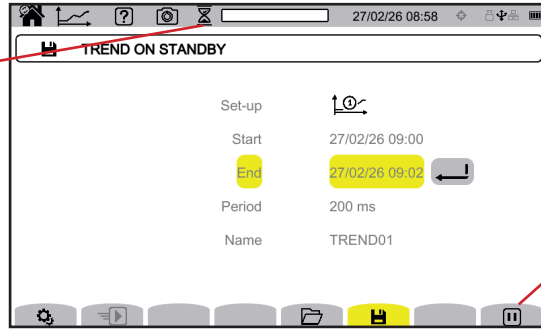 27/02/26 08:58
TREND ON STANDBY
Set-up 1
Start 27/02/26 09:00
End 27/02/26 09:02
Period 200 ms
Name TREND01